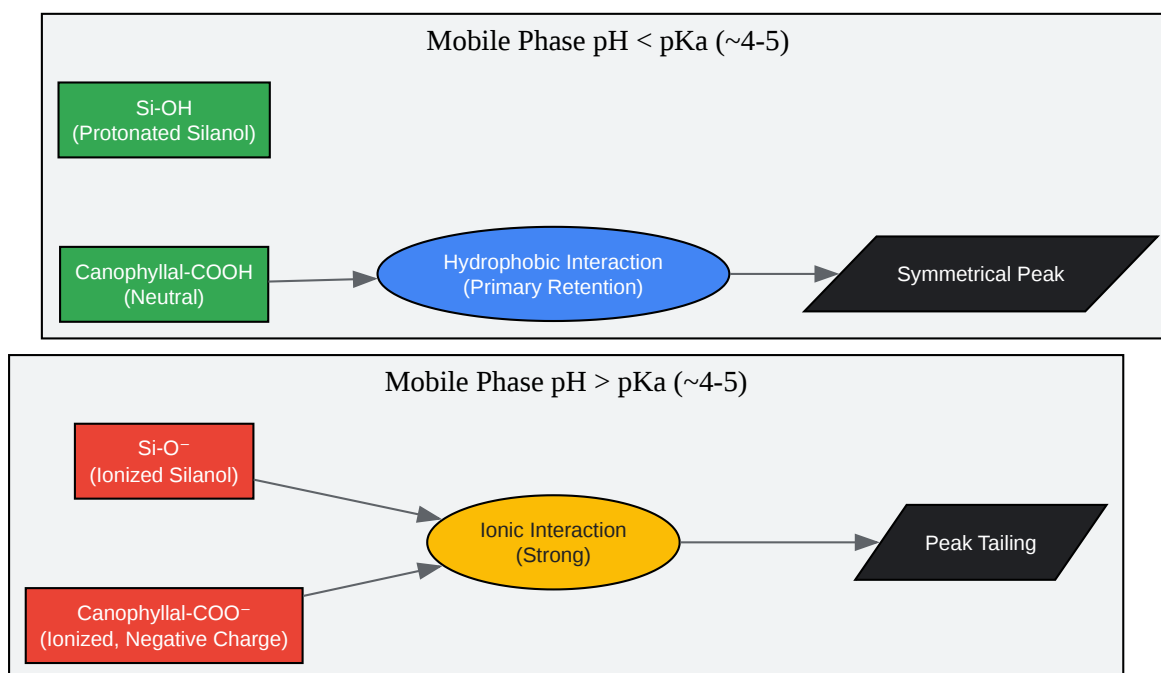 Mobile Phase pH < pKa (~4-5)
Si-OH
(Protonated Silanol)
Canophyllal-COOH
(Neutral)
Hydrophobic Interaction
(Primary Retention)
Symmetrical Peak
Mobile Phase pH > pKa (~4-5)
Si-O⁻
(Ionized Silanol)
Canophyllal-COO⁻
(Ionized, Negative Charge)
Ionic Interaction
(Strong)
Peak Tailing